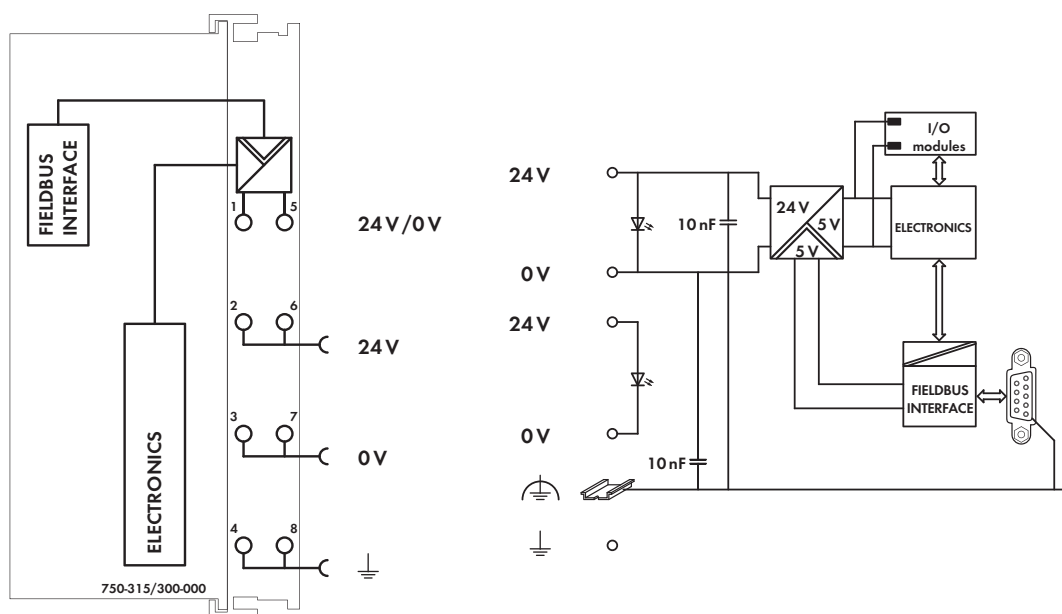 FIELDBUS
INTERFACE
1
5
24V/0V
2
6
24V
ELECTRONICS
3
7
0V
4
8
750-315/300-000
24V
10nF
0V
24V
0V
10nF
24V
5V
5V
I/O
modules
ELECTRONICS
FIELDBUS
INTERFACE